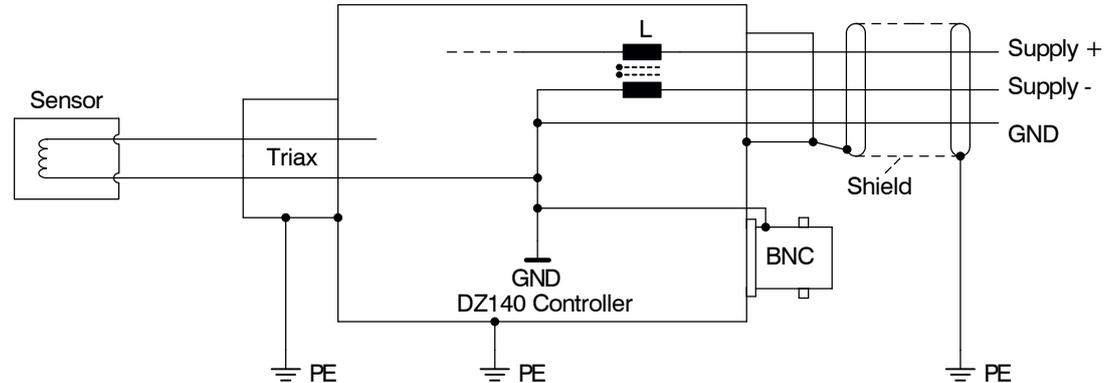 L
Supply +
Supply -
GND
Sensor
Triax
Shield
BNC
GND
DZ140 Controller
PE
PE
PE